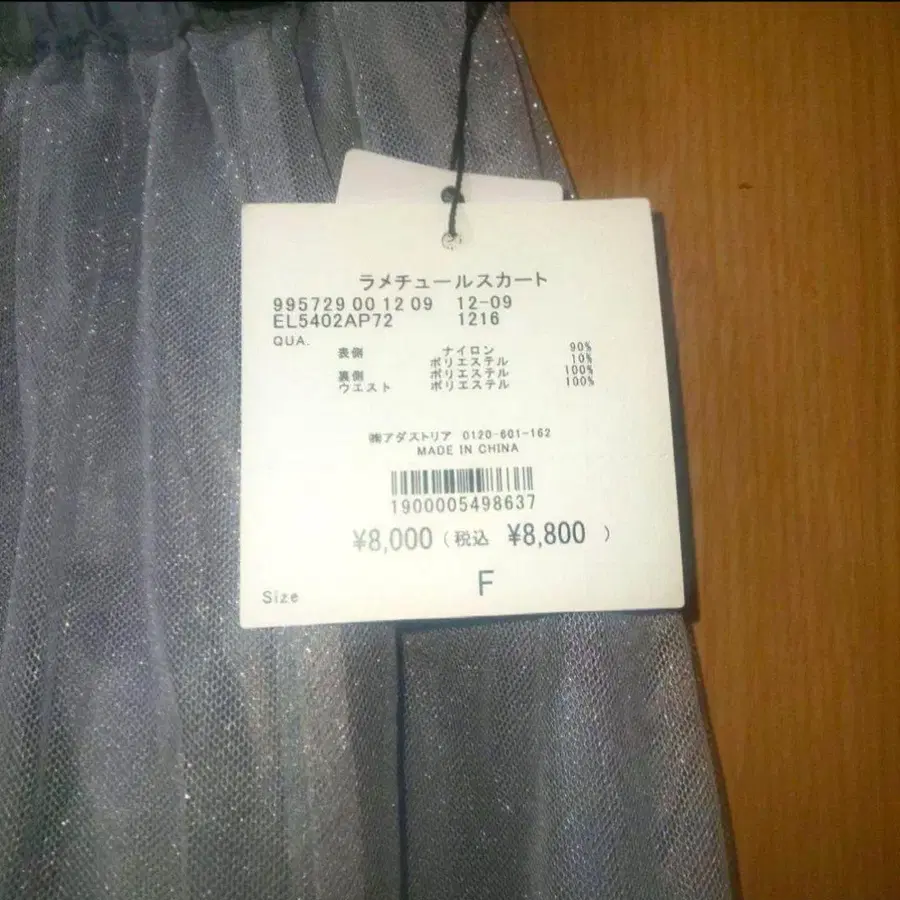 ラメチュールスカート
995729 00 12 09 12-09
EL5402AP72 1216
QUA.
表側 ナイロン 90%
ポリエステル 10%
裏側 ポリエステル 100%
ウエスト ポリエステル 100%
㈱アダストリア 0120-601-162
MADE IN CHINA
1900005498637
¥8,000 (税込 ¥8,800 )
Size F